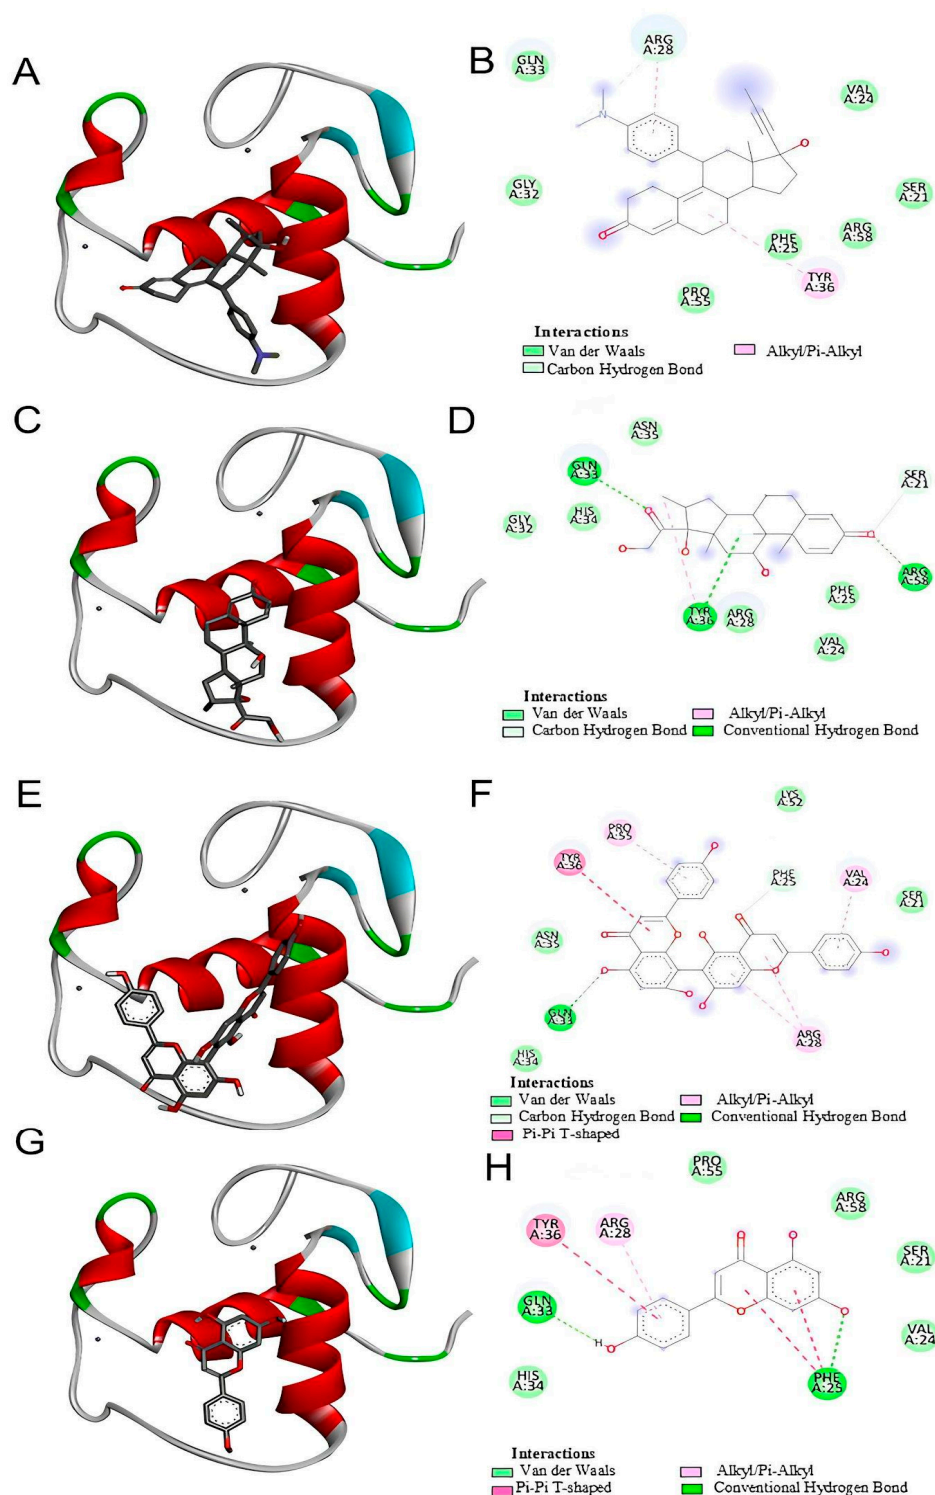 A
B
ARG
A:28
GLN
A:33
VAL
A:24
N
O
GLY
A:32
SER
A:21
ARG
A:58
PHE
A:25
O
TYR
A:36
PRO
A:55
Interactions
Van der Waals
Carbon Hydrogen Bond
Alkyl/Pi-Alkyl
C
D
ASN
A:35
GLN
A:33
SER
A:21
GLY
A:32
HIS
A:34
O
O
O
O
O
ARG
A:58
PHE
A:25
TYR
A:36
ARG
A:28
VAL
A:24
Interactions
Van der Waals
Carbon Hydrogen Bond
Alkyl/Pi-Alkyl
Conventional Hydrogen Bond
E
F
LYS
A:52
PRO
A:55
O
TYR
A:36
PHE
A:25
VAL
A:24
SER
A:21
ASN
A:35
O
O
O
O
O
O
O
O
O
GLN
A:33
ARG
A:28
HIS
A:34
Interactions
Van der Waals
Carbon Hydrogen Bond
Pi-Pi T-shaped
Alkyl/Pi-Alkyl
Conventional Hydrogen Bond
G
H
PRO
A:55
TYR
A:36
ARG
A:28
ARG
A:58
O
O
SER
A:21
GLN
A:33
O
O
VAL
A:24
H
O
HIS
A:34
PHE
A:25
Interactions
Van der Waals
Pi-Pi T-shaped
Alkyl/Pi-Alkyl
Conventional Hydrogen Bond